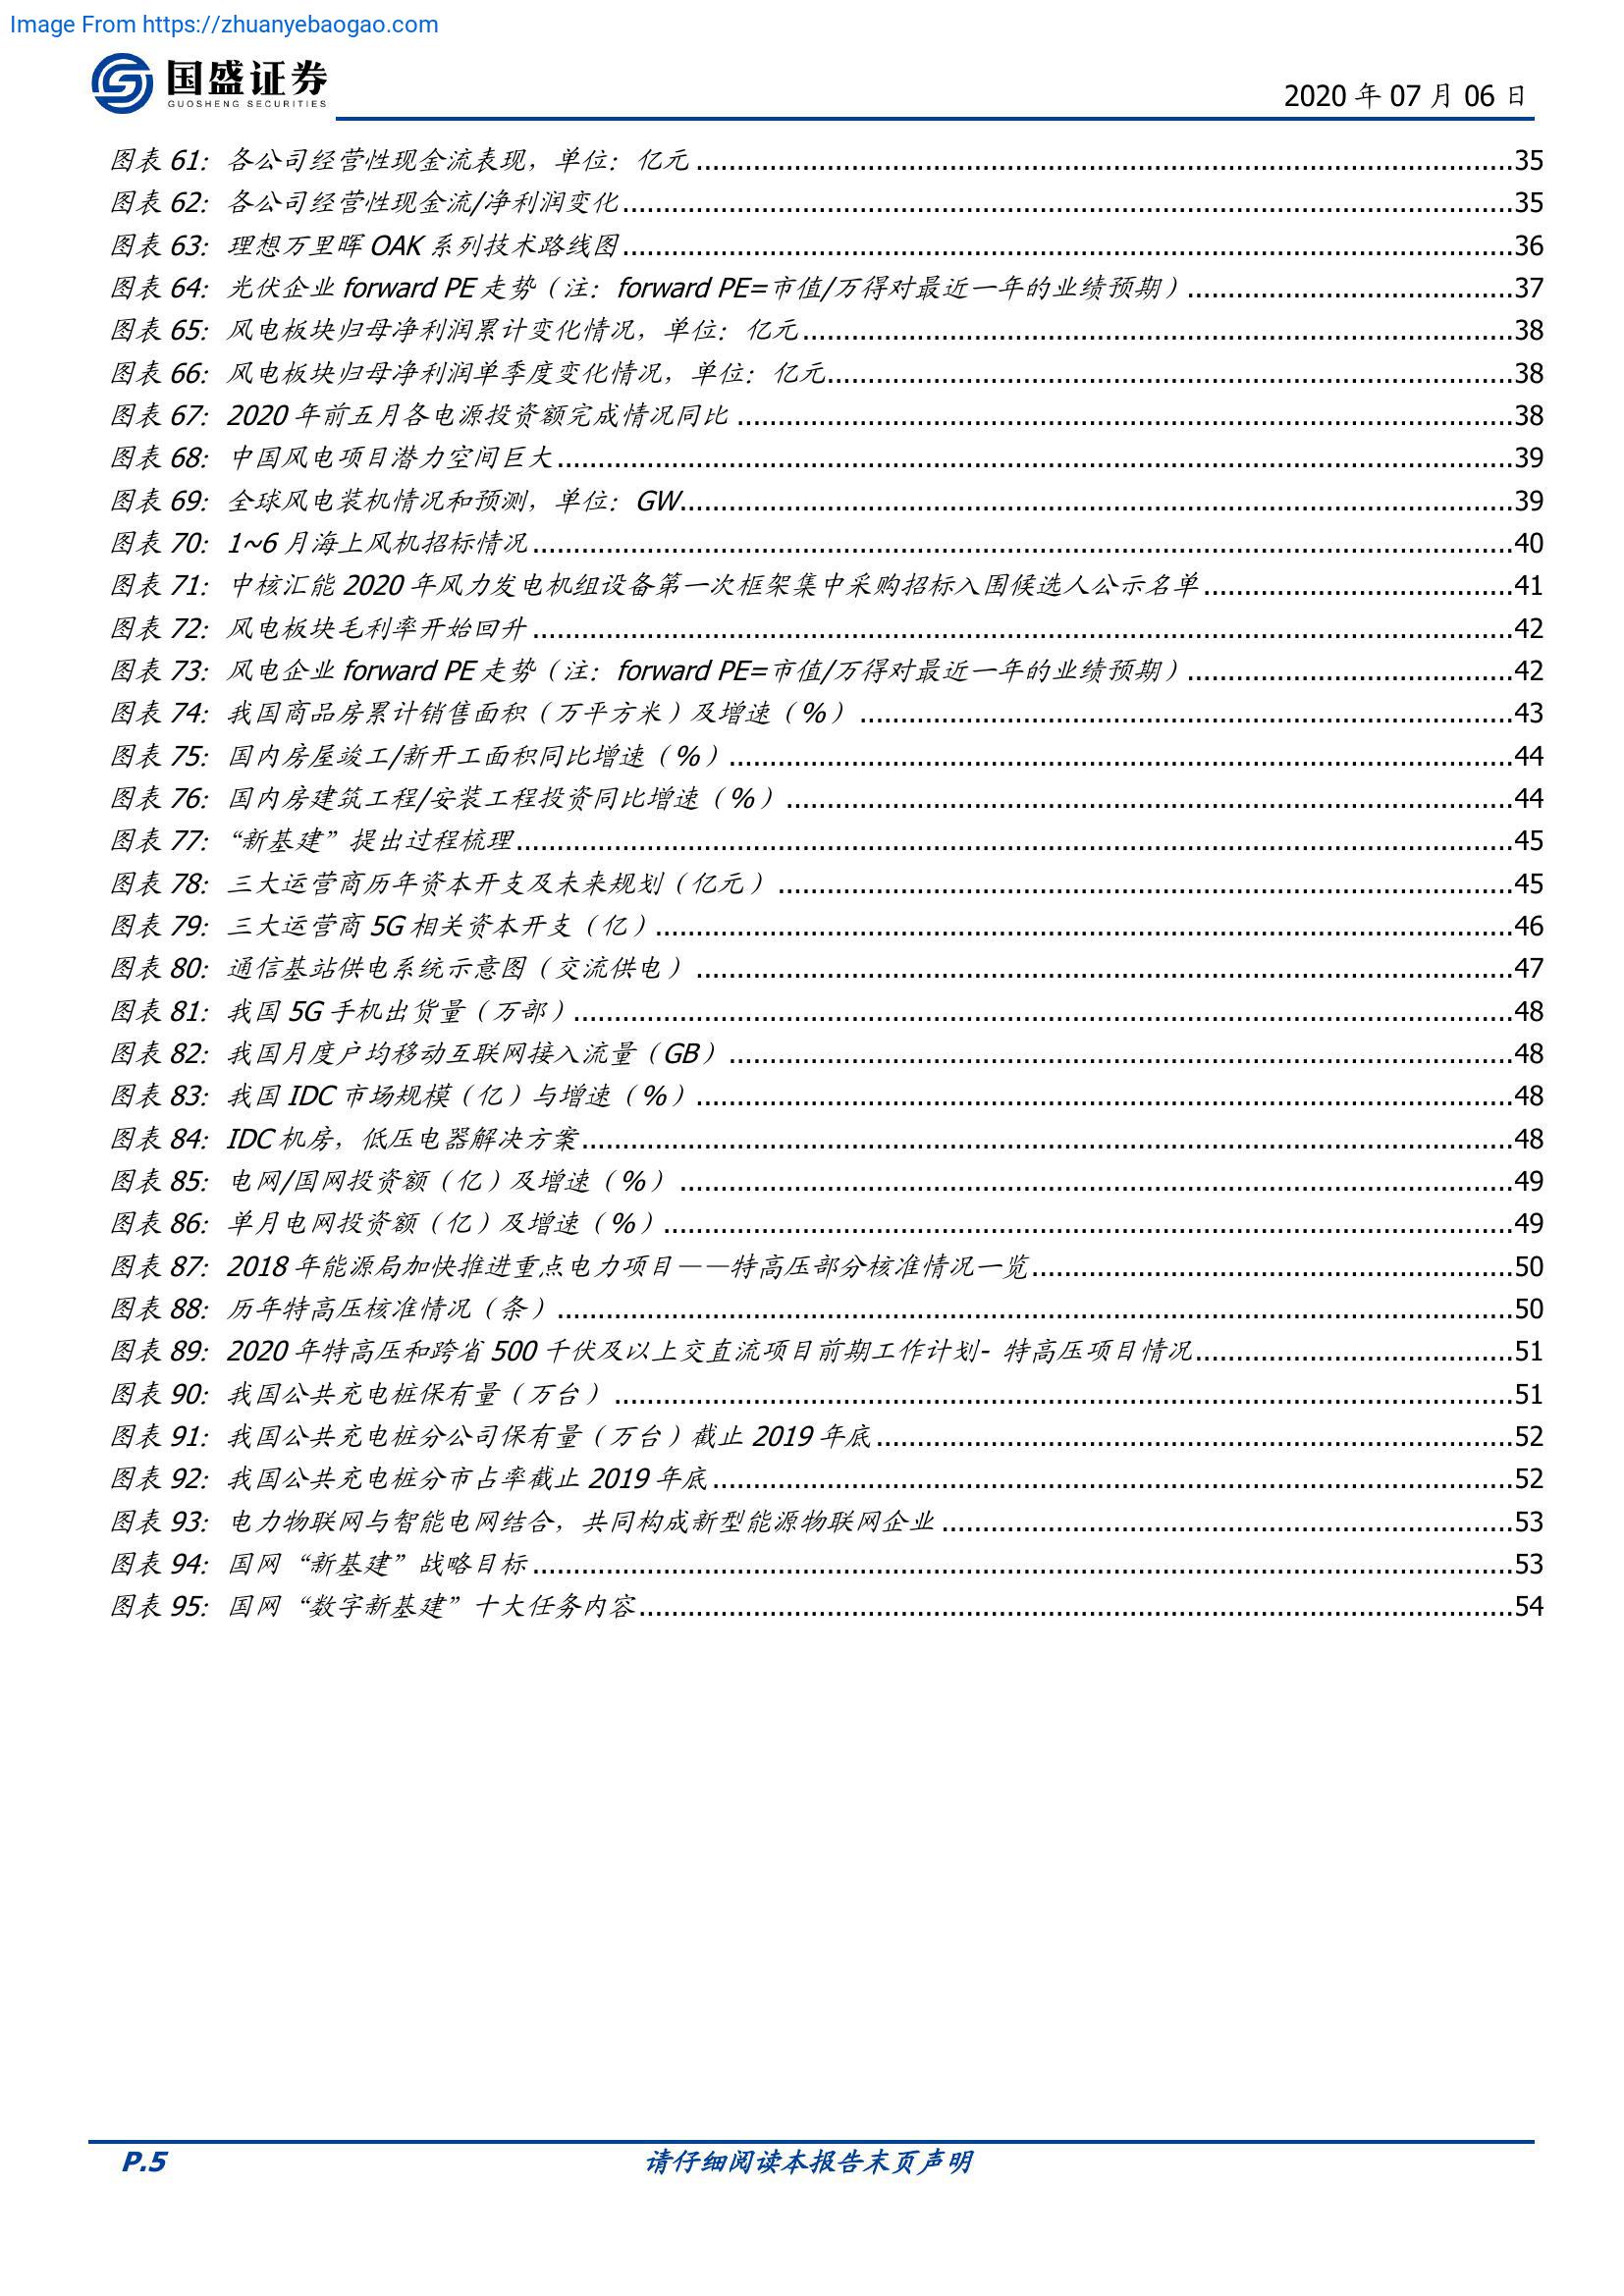 Image From https://zhuanyebaogao.com
国盛证券
GUOSHENG SECURITIES
2020 年 07 月 06 日
图表 61：各公司经营性现金流表现，单位：亿元....................35
图表 62：各公司经营性现金流/净利润变化....................35
图表 63：理想万里晖 OAK 系列技术路线图....................36
图表 64：光伏企业 forward PE 走势（注：forward PE=市值/万得对最近一年的业绩预期）....................37
图表 65：风电板块归母净利润累计变化情况，单位：亿元....................38
图表 66：风电板块归母净利润单季度变化情况，单位：亿元....................38
图表 67：2020 年前五月各电源投资额完成情况同比....................38
图表 68：中国风电项目潜力空间巨大....................39
图表 69：全球风电装机情况和预测，单位：GW....................39
图表 70：1~6 月海上风机招标情况....................40
图表 71：中核汇能 2020 年风力发电机组设备第一次框架集中采购招标入围候选人公示名单....................41
图表 72：风电板块毛利率开始回升....................42
图表 73：风电企业 forward PE 走势（注：forward PE=市值/万得对最近一年的业绩预期）....................42
图表 74：我国商品房累计销售面积（万平方米）及增速（%）....................43
图表 75：国内房屋竣工/新开工面积同比增速（%）....................44
图表 76：国内房建筑工程/安装工程投资同比增速（%）....................44
图表 77：“新基建”提出过程梳理....................45
图表 78：三大运营商历年资本开支及未来规划（亿元）....................45
图表 79：三大运营商 5G 相关资本开支（亿）....................46
图表 80：通信基站供电系统示意图（交流供电）....................47
图表 81：我国 5G 手机出货量（万部）....................48
图表 82：我国月度户均移动互联网接入流量（GB）....................48
图表 83：我国 IDC 市场规模（亿）与增速（%）....................48
图表 84：IDC 机房，低压电器解决方案....................48
图表 85：电网/国网投资额（亿）及增速（%）....................49
图表 86：单月电网投资额（亿）及增速（%）....................49
图表 87：2018 年能源局加快推进重点电力项目——特高压部分核准情况一览....................50
图表 88：历年特高压核准情况（条）....................50
图表 89：2020 年特高压和跨省 500 千伏及以上交直流项目前期工作计划- 特高压项目情况....................51
图表 90：我国公共充电桩保有量（万台）....................51
图表 91：我国公共充电桩分公司保有量（万台）截止 2019 年底....................52
图表 92：我国公共充电桩分市占率截止 2019 年底....................52
图表 93：电力物联网与智能电网结合，共同构成新型能源物联网企业....................53
图表 94：国网“新基建”战略目标....................53
图表 95：国网“数字新基建”十大任务内容....................54
P.5
请仔细阅读本报告末页声明